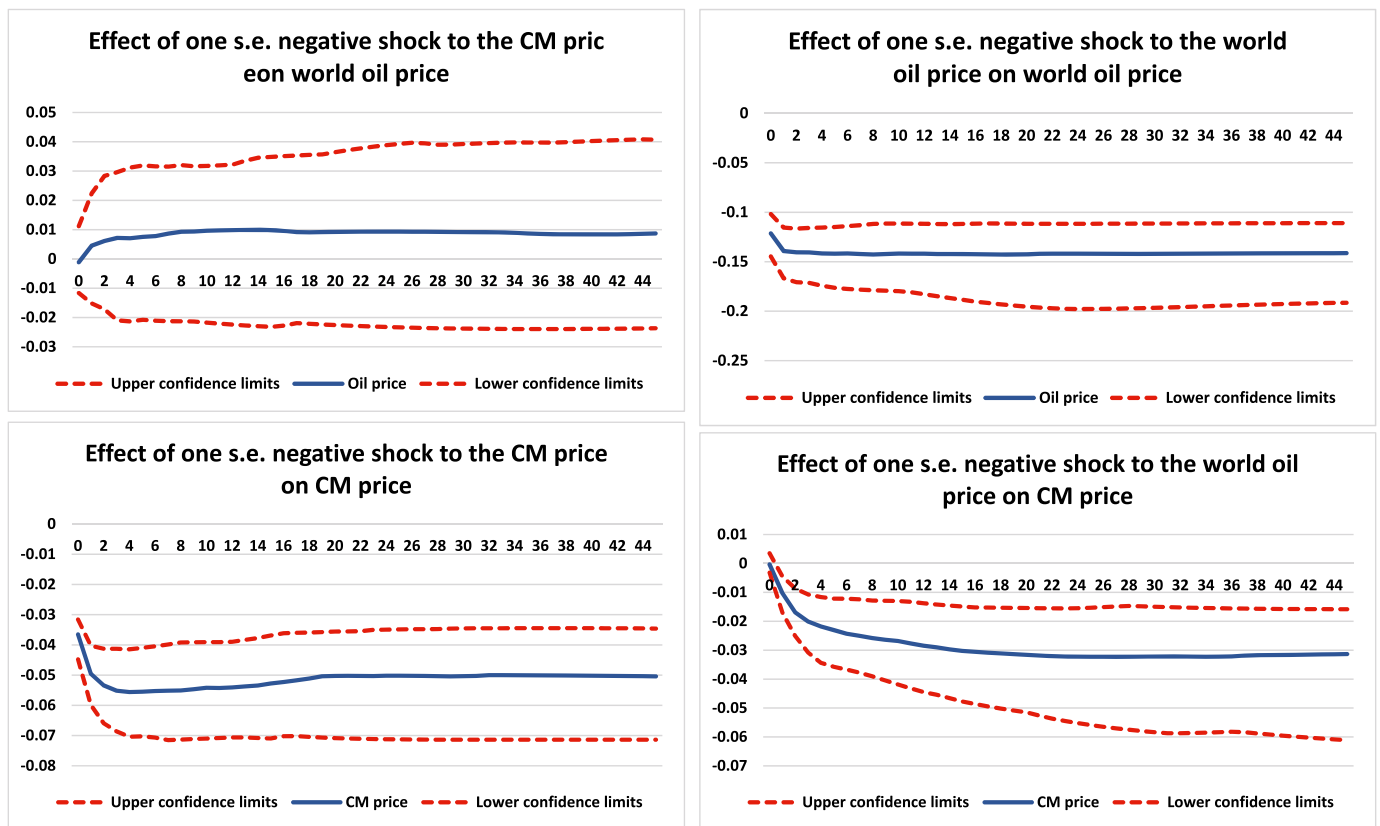 Effect of one s.e. negative shock to the CM pric
eon world oil price
0.05
0.04
0.03
0.02
0.01
0
-0.01
-0.02
-0.03
0 2 4 6 8 10 12 14 16 18 20 22 24 26 28 30 32 34 36 38 40 42 44
Upper confidence limits Oil price Lower confidence limits
Effect of one s.e. negative shock to the world
oil price on world oil price
0
-0.05
-0.1
-0.15
-0.2
-0.25
0 2 4 6 8 10 12 14 16 18 20 22 24 26 28 30 32 34 36 38 40 42 44
Upper confidence limits Oil price Lower confidence limits
Effect of one s.e. negative shock to the CM price
on CM price
0
-0.01
-0.02
-0.03
-0.04
-0.05
-0.06
-0.07
-0.08
0 2 4 6 8 10 12 14 16 18 20 22 24 26 28 30 32 34 36 38 40 42 44
Upper confidence limits CM price Lower confidence limits
Effect of one s.e. negative shock to the world oil
price on CM price
0.01
0
-0.01
-0.02
-0.03
-0.04
-0.05
-0.06
-0.07
0 2 4 6 8 10 12 14 16 18 20 22 24 26 28 30 32 34 36 38 40 42 44
Upper confidence limits CM price Lower confidence limits